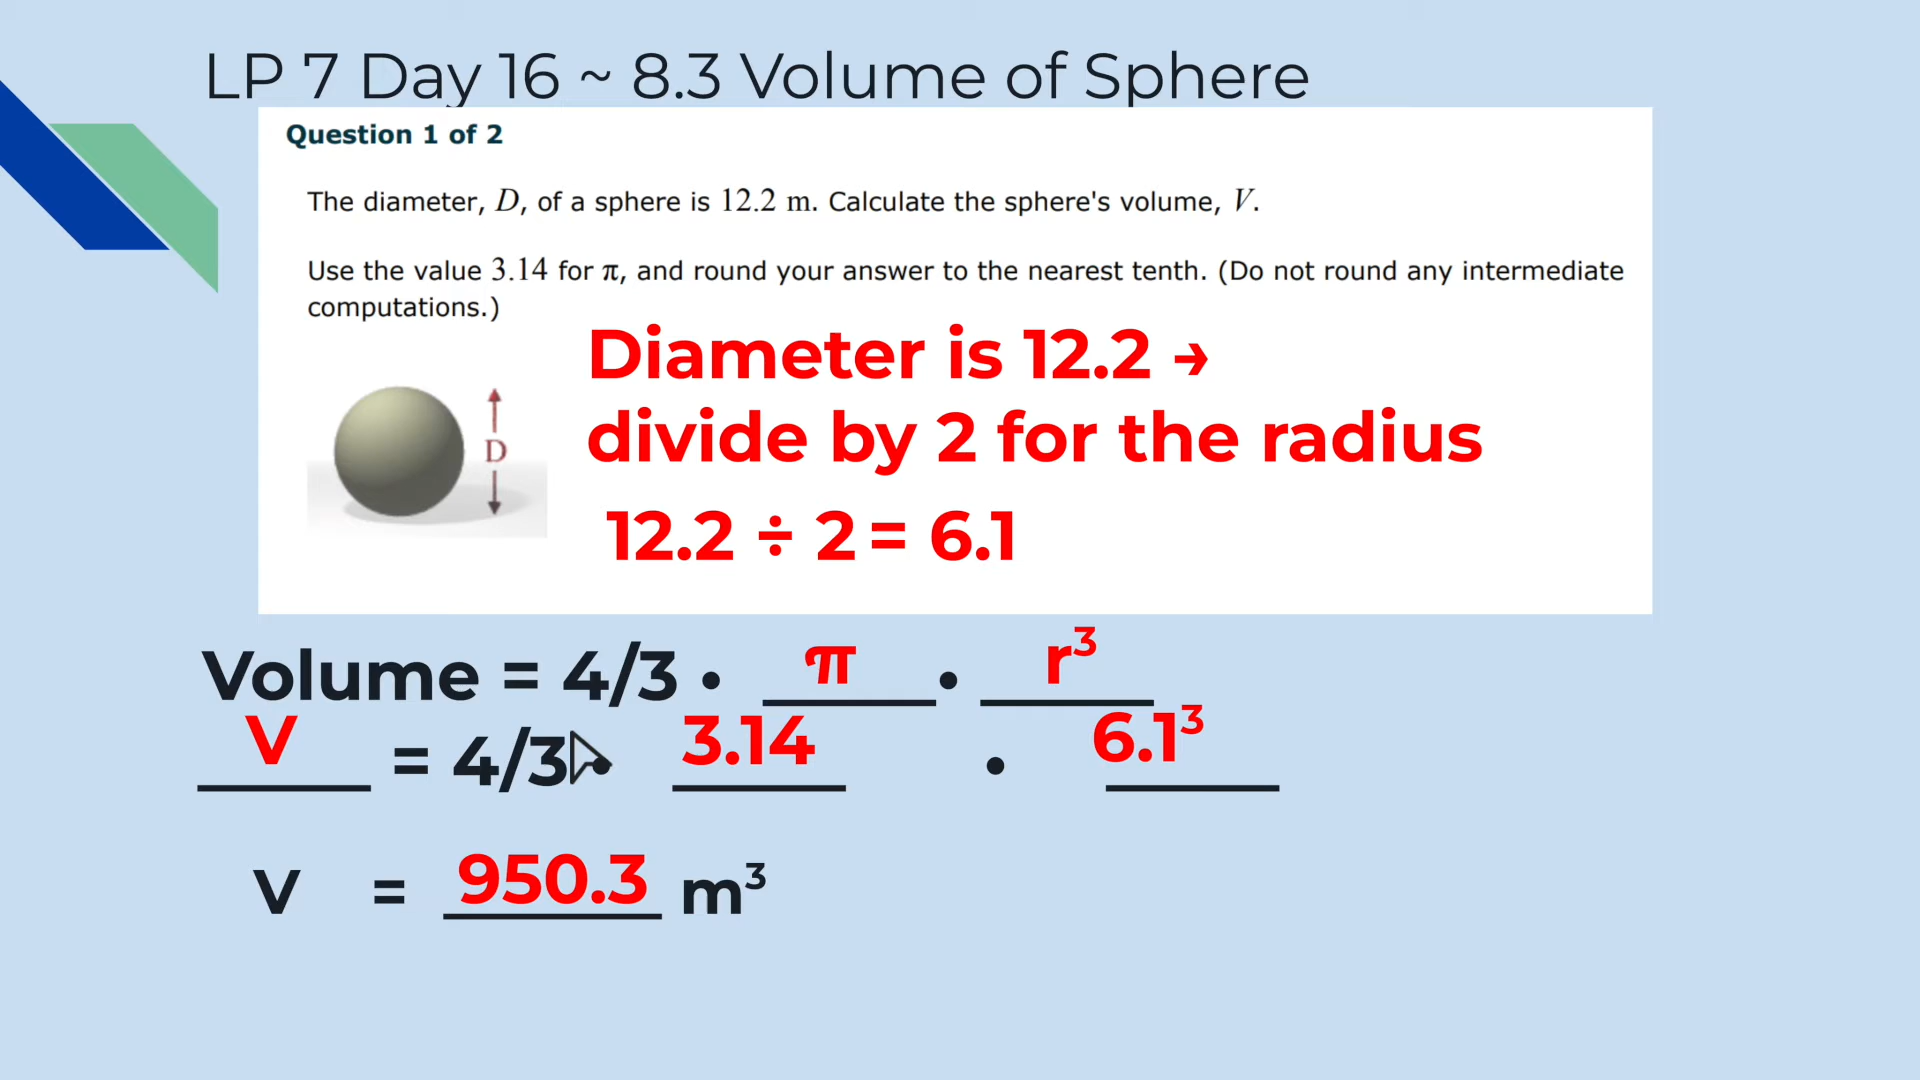 LP 7 Day 16 ~ 8.3 Volume of Sphere
Question 1 of 2
The diameter, D, of a sphere is 12.2 m. Calculate the sphere's volume, V.
Use the value 3.14 for π, and round your answer to the nearest tenth. (Do not round any intermediate
computations.)
Diameter is 12.2 →
divide by 2 for the radius
D
12.2 ÷ 2 = 6.1
Volume = 4/3 • π • r³
V = 4/3 • 3.14 • 6.1³
V = 950.3 m³